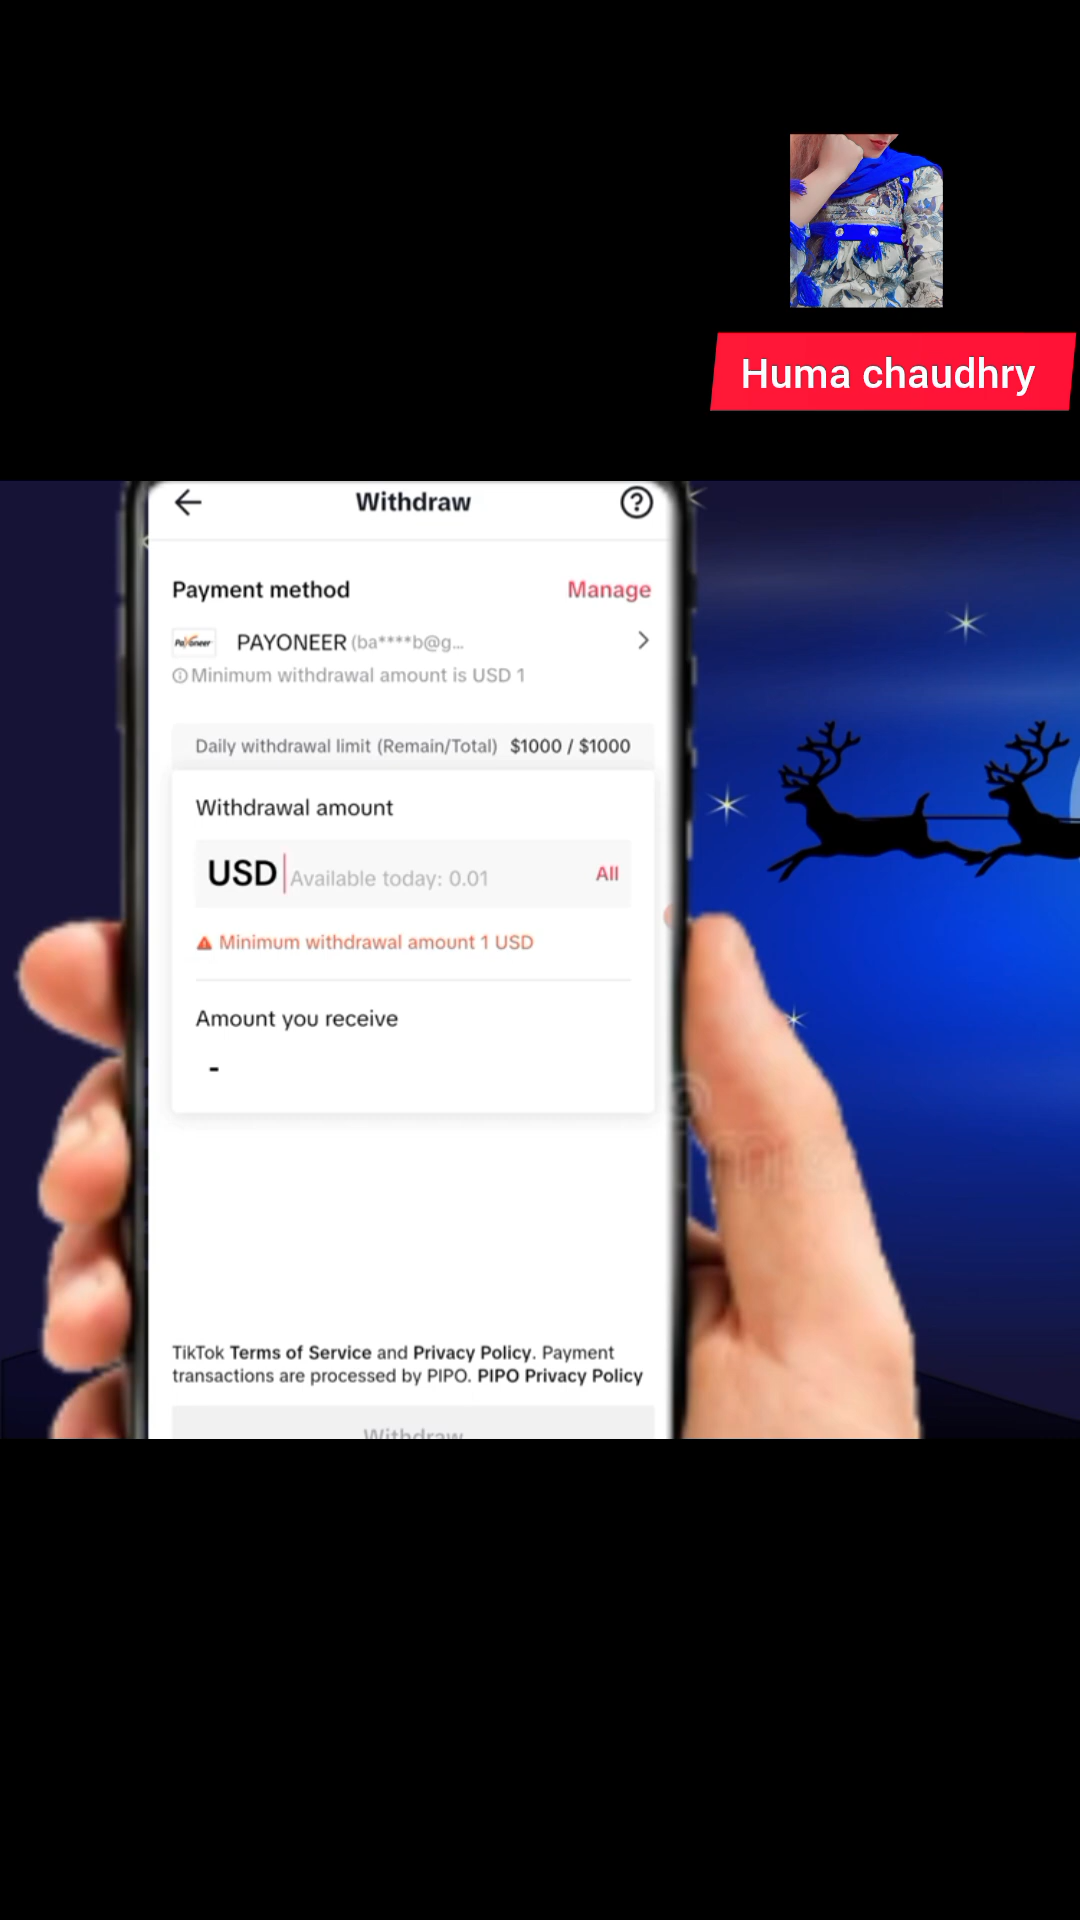 Huma chaudhry
Withdraw
Payment method Manage
Payoneer PAYONEER (ba****b@g...
Minimum withdrawal amount is USD 1
Daily withdrawal limit (Remain/Total) $1000 / $1000
Withdrawal amount
USD Available today: 0.01 All
Minimum withdrawal amount 1 USD
Amount you receive
-
TikTok Terms of Service and Privacy Policy. Payment
transactions are processed by PIPO. PIPO Privacy Policy
Withdraw